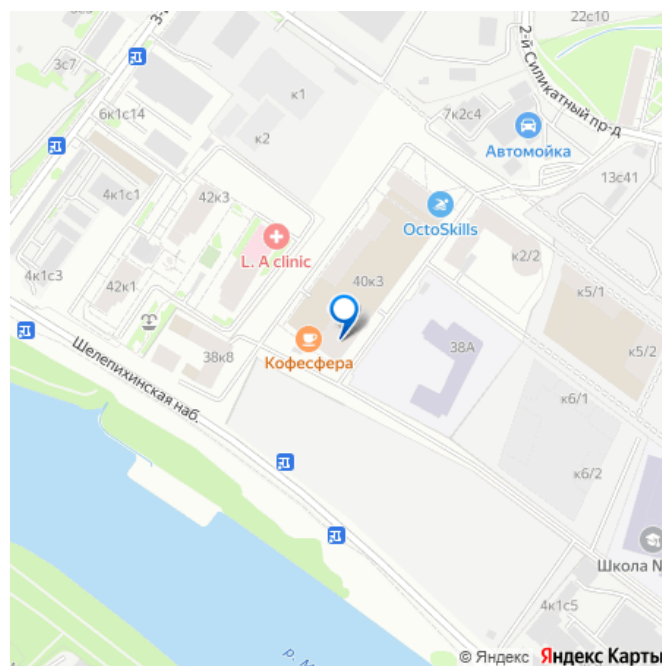 22с10
3-й
2-й Силикатный пр-д
3с7
к1
6к1с14
7к2с4
к2
Автомойка
13с41
4к1с1
42к3
OctoSkills
L. A clinic
к2/2
4к1с3
42к1
40к3
к5/1
Шелепихинская наб.
38к8
Кофесфера
38А
к5/2
к6/1
к6/2
Школа N
4к1с5
р. М
© Яндекс Яндекс Карты